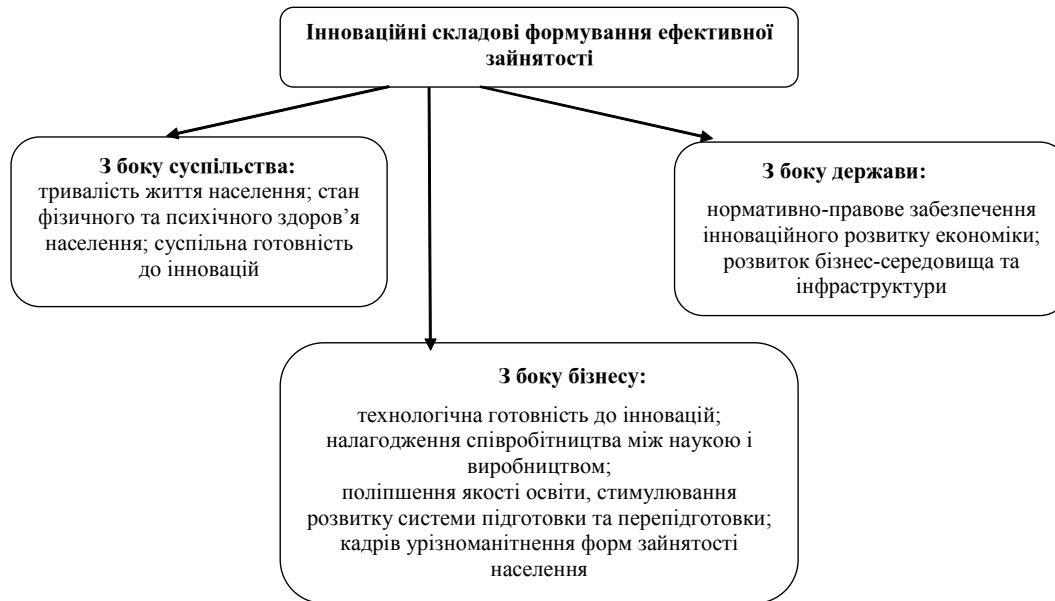 Інноваційні складові формування ефективної
зайнятості
З боку суспільства:
тривалість життя населення; стан
фізичного та психічного здоров’я
населення; суспільна готовність
до інновацій
З боку держави:
нормативно-правове забезпечення
інноваційного розвитку економіки;
розвиток бізнес-середовища та
інфраструктури
З боку бізнесу:
технологічна готовність до інновацій;
налагодження співробітництва між наукою і
виробництвом;
поліпшення якості освіти, стимулювання
розвитку системи підготовки та перепідготовки;
кадрів урізноманітнення форм зайнятості
населення